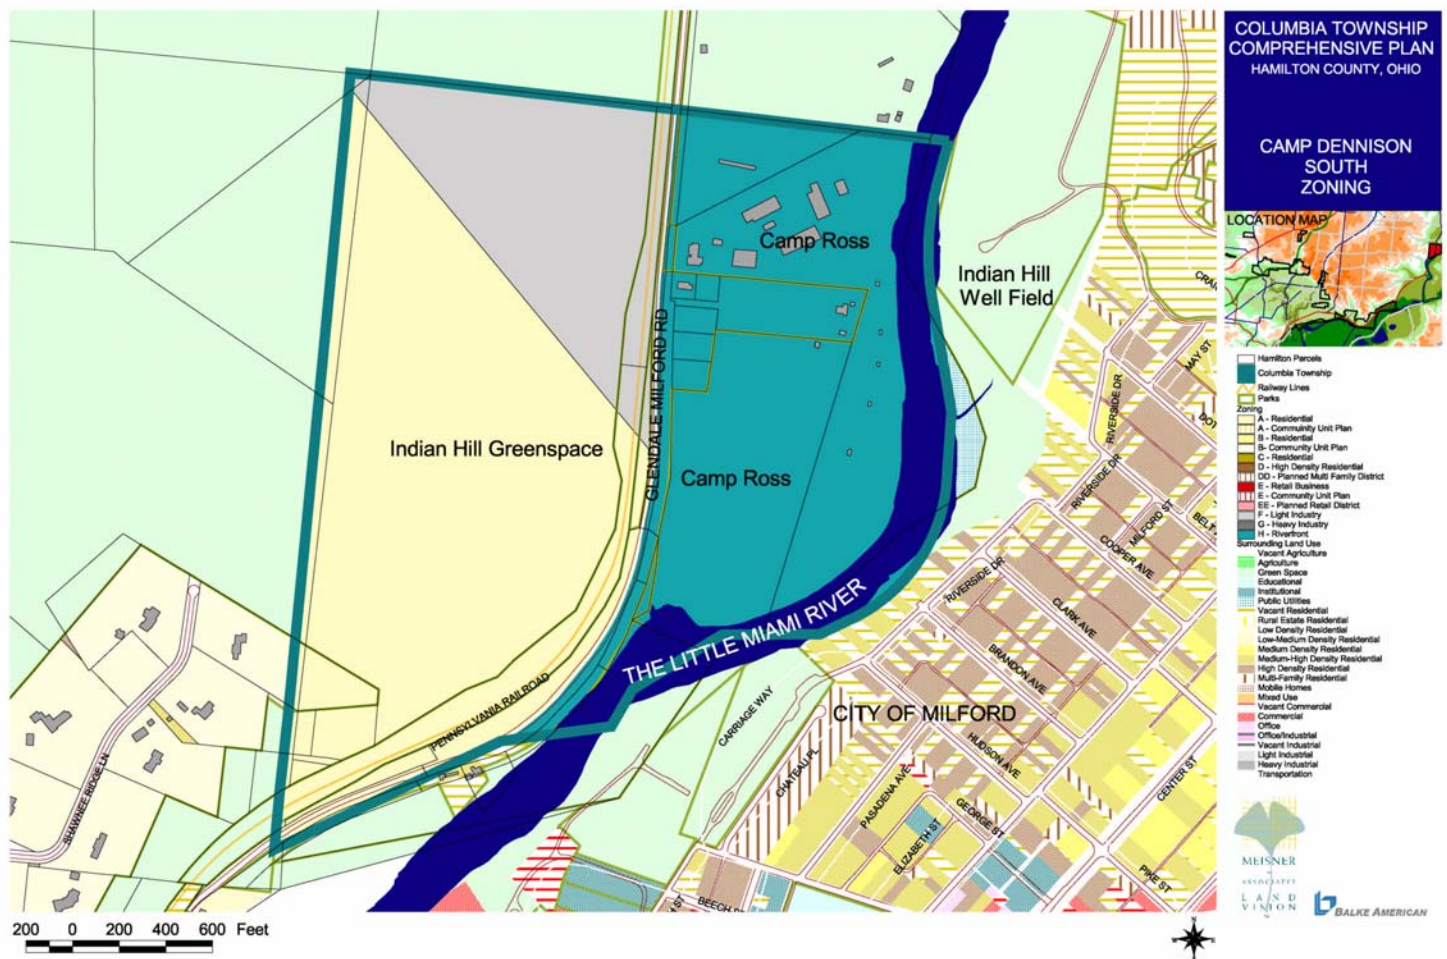 COLUMBIA TOWNSHIP
COMPREHENSIVE PLAN
HAMILTON COUNTY, OHIO
CAMP DENNISON
SOUTH
ZONING
LOCATION MAP
Hamilton Parcels
Columbia Township
Railway Lines
Parks
Zoning
A - Residential
A - Commuinity Unit Plan
B - Residential
B- Community Unit Plan
C - Residential
D - High Density Residential
DD - Planned Multi Family District
E - Retail Business
E - Community Unit Plan
EE - Planned Retail District
F - Light Industry
G - Heavy Industry
H - Riverfront
Surrounding Land Use
Vacant Agriculture
Agriculture
Green Space
Educational
Institutional
Public Utilities
Vacant Residential
Rural Estate Residential
Low Density Residential
Low-Medium Density Residential
Medium Density Residential
Medium-High Density Residential
High Density Residential
Multi-Family Residential
Mobile Homes
Mixed Use
Vacant Commercial
Commercial
Office
Office/Industrial
Vacant Industrial
Light Industrial
Heavy Industrial
Transportation
MEISNER
ASSOCIATES
LAND
VISION
BALKE AMERICAN
Camp Ross
Indian Hill
Well Field
Indian Hill Greenspace
Camp Ross
GLENDALE MILFORD RD
THE LITTLE MIAMI RIVER
PENNSYLVANIA RAILROAD
SHAWNEE RIDGE LN
CITY OF MILFORD
CARRIAGE WAY
CHATEAU PL
RIVERSIDE DR
RIVERSIDE DR
RIVERSIDE DR
MAY ST
MILFORD ST
COOPER AVE
CLARK AVE
BRANDON AVE
HUDSON AVE
PASADENA AVE
GEORGE ST
ELIZABETH ST
CENTER ST
PIKE ST
200 0 200 400 600 Feet